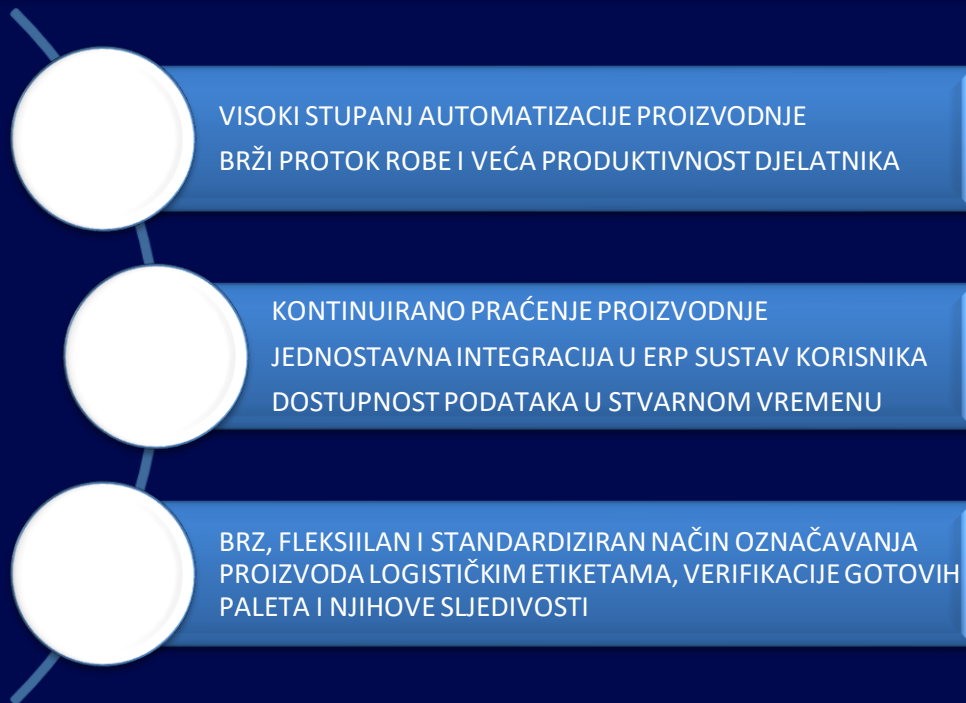 VISOKI STUPANJ AUTOMATIZACIJE PROIZVODNJE
BRŽI PROTOK ROBE I VEĆA PRODUKTIVNOST DJELATNIKA
KONTINUIRANO PRAĆENJE PROIZVODNJE
JEDNOSTAVNA INTEGRACIJA U ERP SUSTAV KORISNIKA
DOSTUPNOST PODATAKA U STVARNOM VREMENU
BRZ, FLEKSIILAN I STANDARDIZIRAN NAČIN OZNAČAVANJA
PROIZVODA LOGISTIČKIM ETIKETAMA, VERIFIKACIJE GOTOVIH
PALETA I NJIHOVE SLJEDIVOSTI